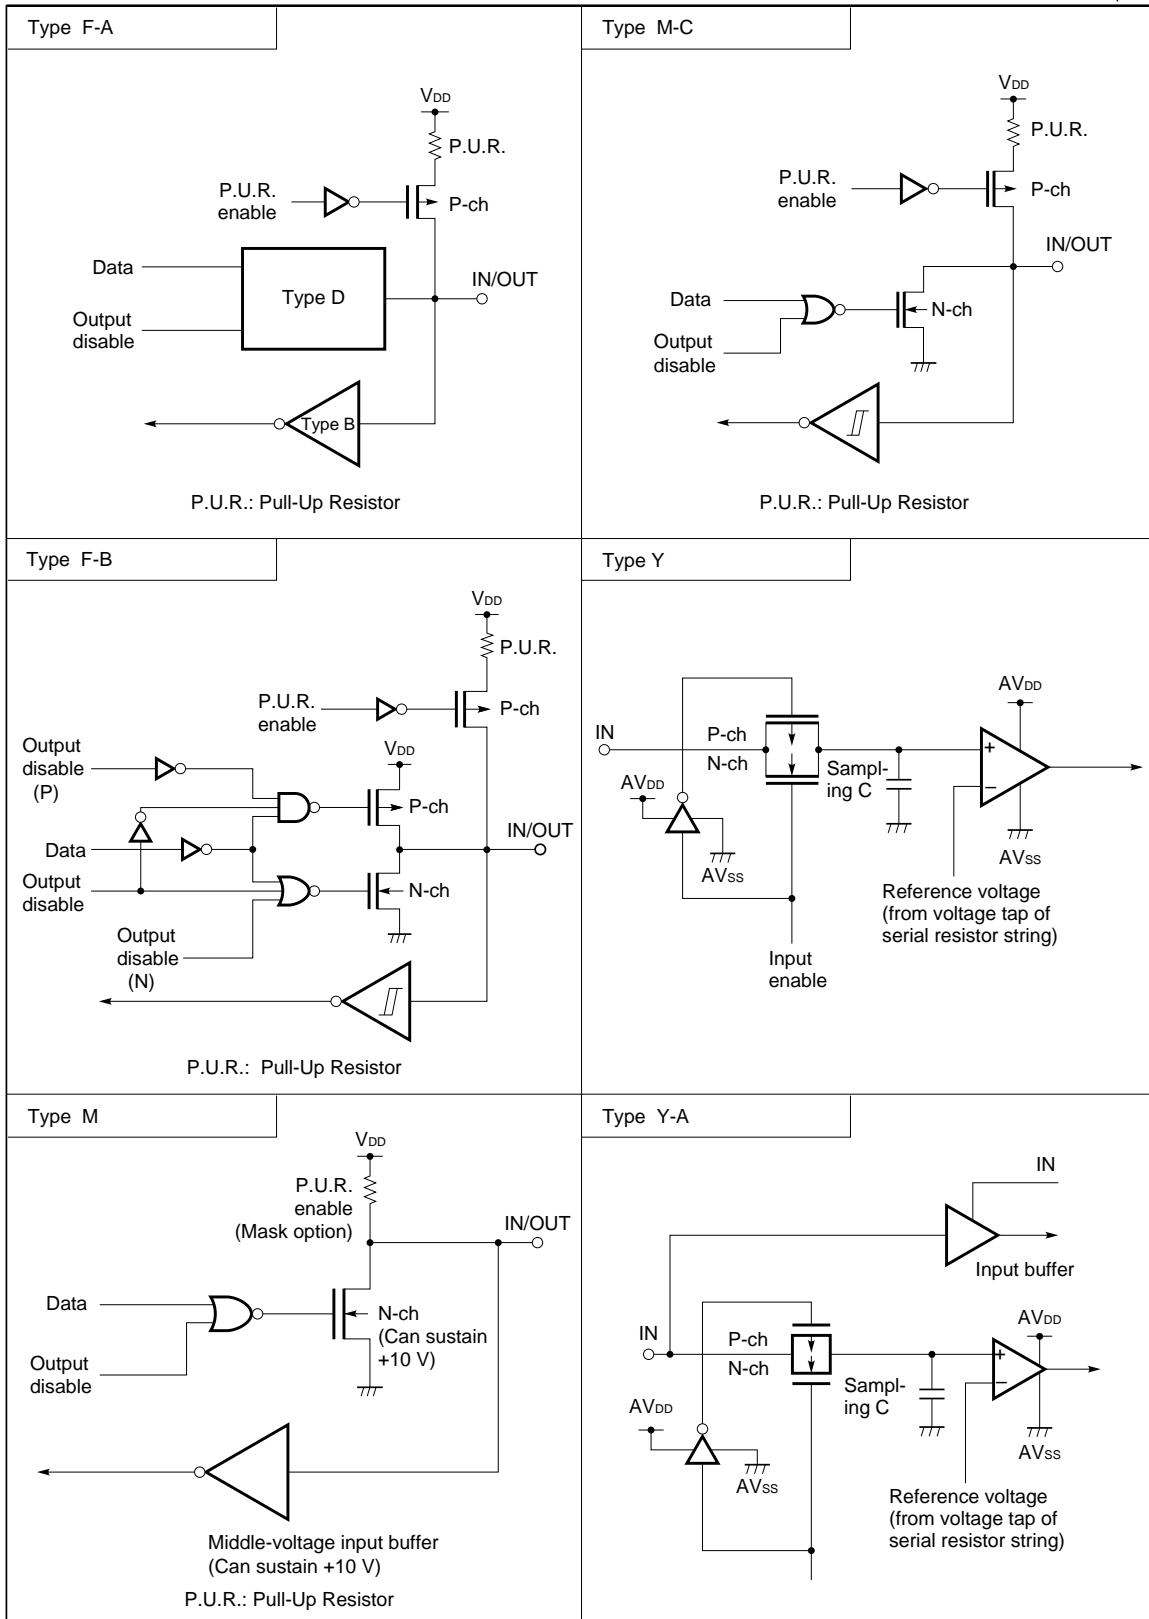 Type F-A
VDD
P.U.R.
P.U.R.
enable
P-ch
Data
Type D
IN/OUT
Output
disable
Type B
P.U.R.: Pull-Up Resistor
Type M-C
VDD
P.U.R.
P.U.R.
enable
P-ch
IN/OUT
Data
N-ch
Output
disable
P.U.R.: Pull-Up Resistor
Type F-B
VDD
P.U.R.
P.U.R.
enable
P-ch
Output
disable
(P)
VDD
P-ch
IN/OUT
Data
Output
disable
N-ch
Output
disable
(N)
P.U.R.: Pull-Up Resistor
Type Y
AVDD
IN
P-ch
N-ch
+
−
AVDD
Sampl-
ing C
AVSS
AVSS
Reference voltage
(from voltage tap of
serial resistor string)
Input
enable
Type M
VDD
P.U.R.
enable
(Mask option)
IN/OUT
Data
N-ch
(Can sustain
+10 V)
Output
disable
Middle-voltage input buffer
(Can sustain +10 V)
P.U.R.: Pull-Up Resistor
Type Y-A
IN
Input buffer
AVDD
IN
P-ch
N-ch
+
−
Sampl-
ing C
AVDD
AVSS
AVSS
Reference voltage
(from voltage tap of
serial resistor string)